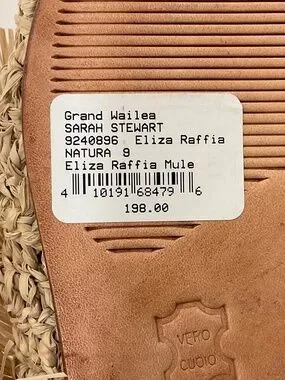 Grand Wailea
SARAH STEWART
9240896 Eliza Raffia
NATURA 9
Eliza Raffia Mule
4 10191 68479 6
198.00
VERO
CUOIO